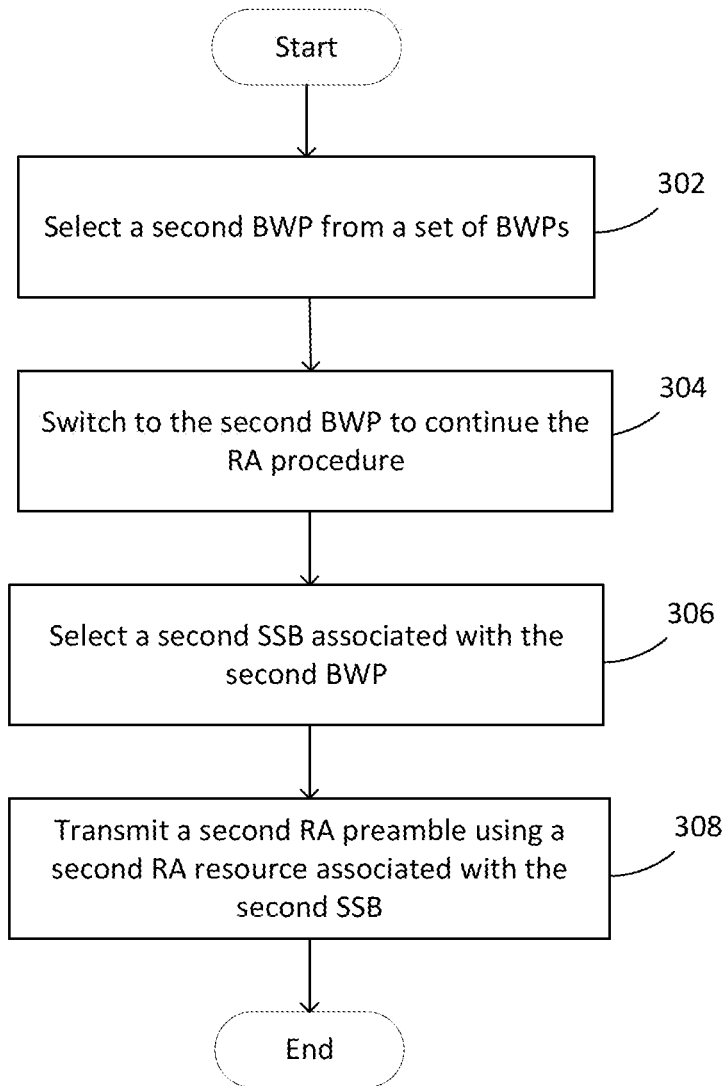 Start
302
Select a second BWP from a set of BWPs
304
Switch to the second BWP to continue the
RA procedure
306
Select a second SSB associated with the
second BWP
308
Transmit a second RA preamble using a
second RA resource associated with the
second SSB
End